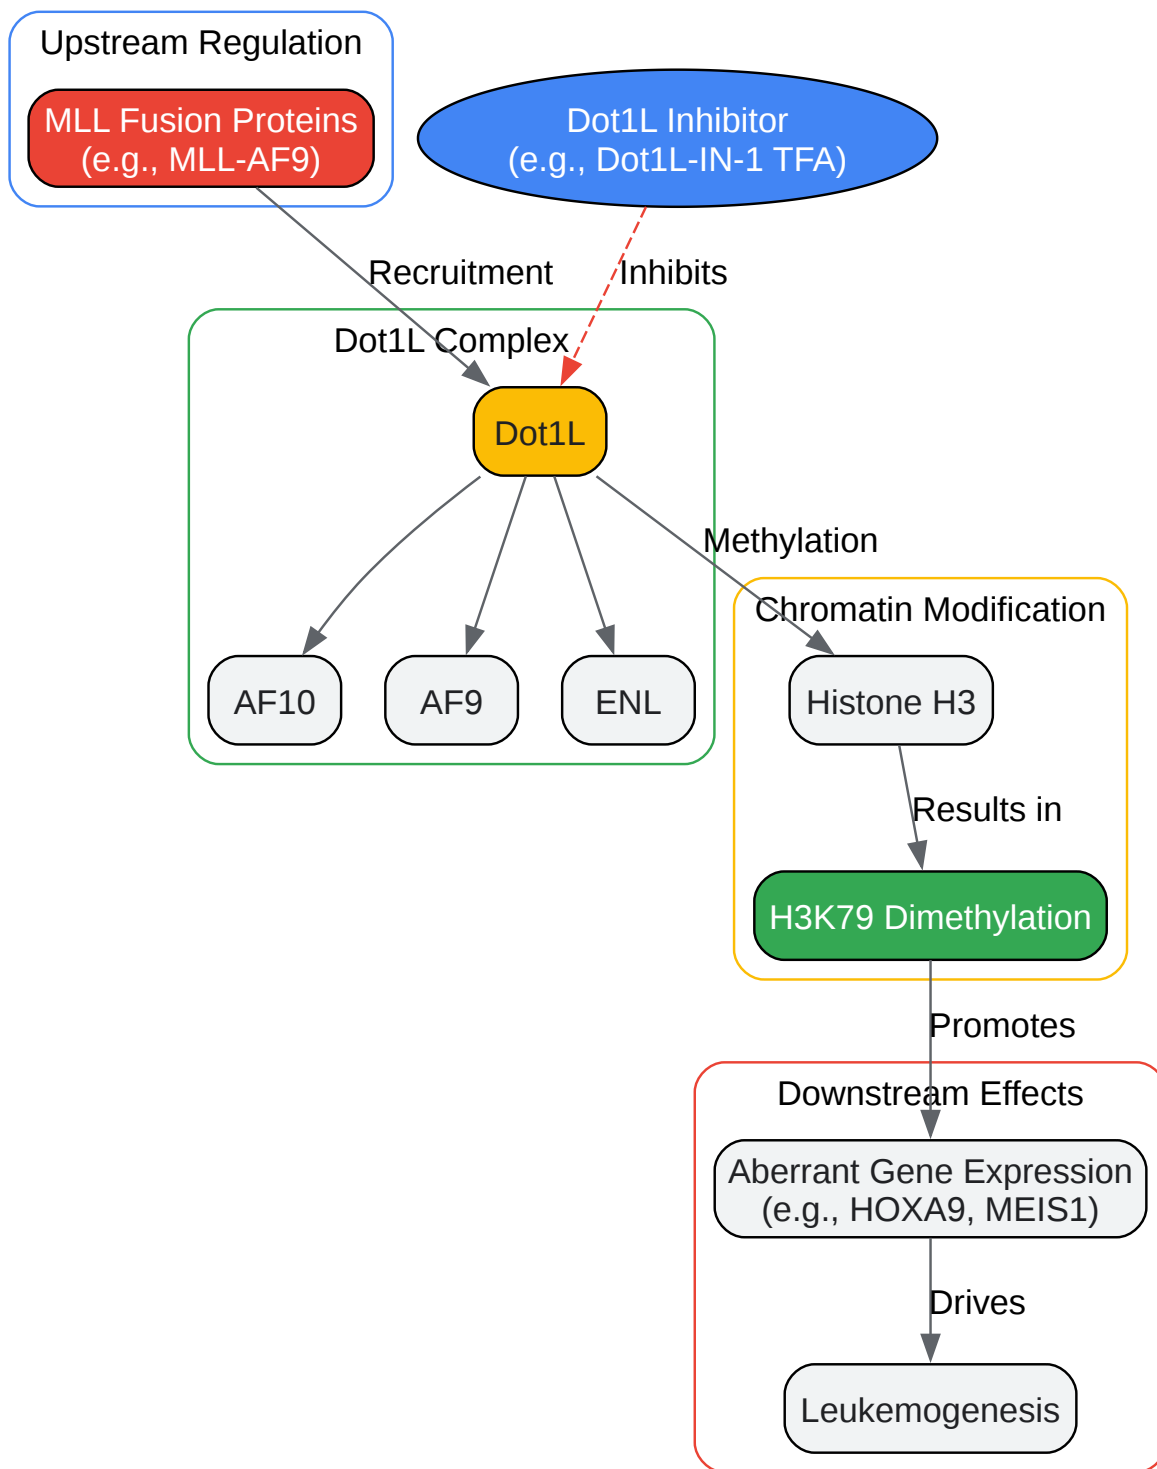 Upstream Regulation
MLL Fusion Proteins
(e.g., MLL-AF9)
Dot1L Inhibitor
(e.g., Dot1L-IN-1 TFA)
Recruitment
Inhibits
Dot1L Complex
Dot1L
Methylation
Chromatin Modification
AF10
AF9
ENL
Histone H3
Results in
H3K79 Dimethylation
Promotes
Downstream Effects
Aberrant Gene Expression
(e.g., HOXA9, MEIS1)
Drives
Leukemogenesis